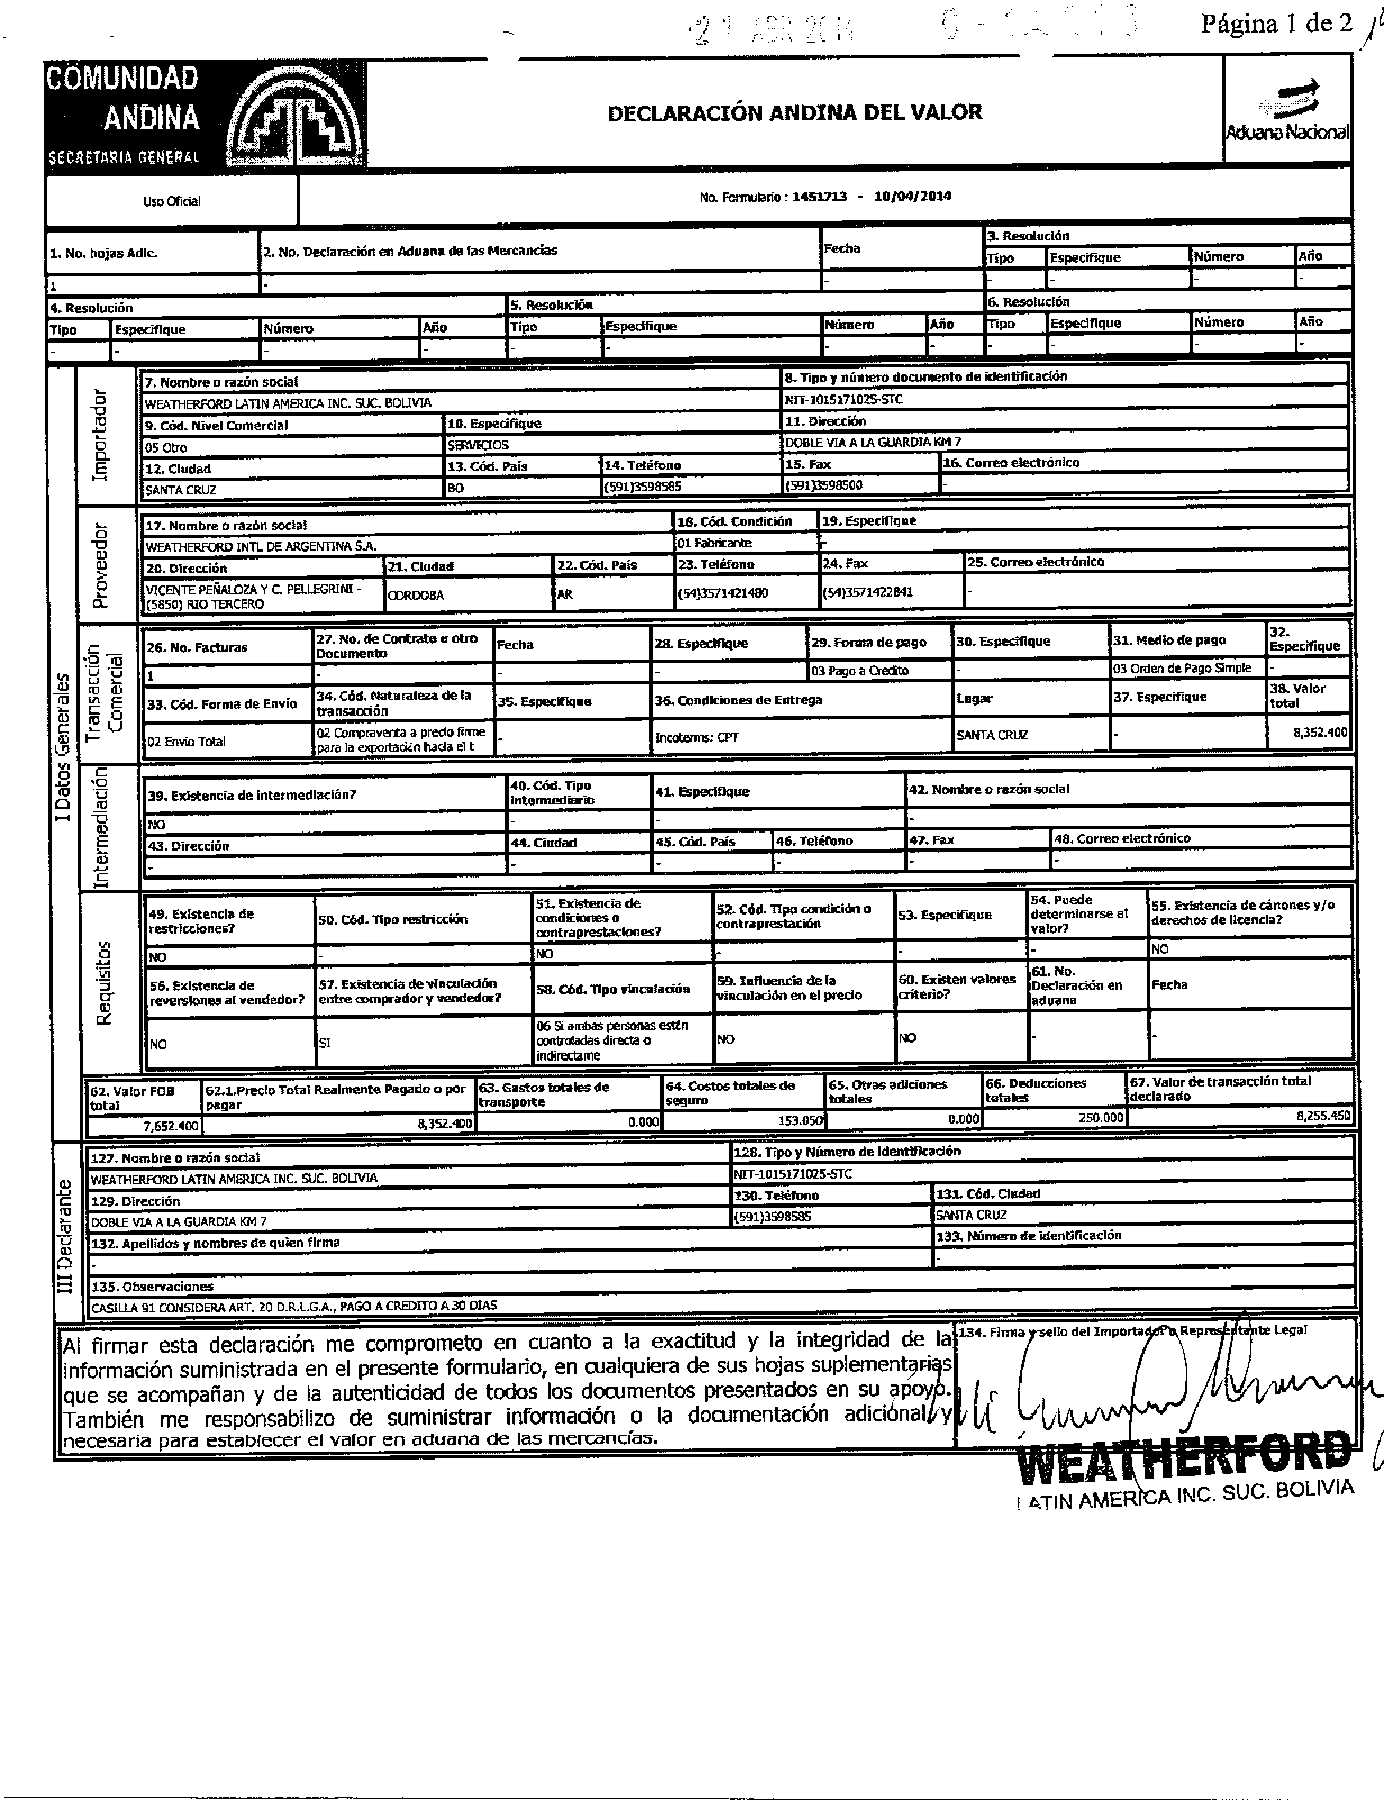 Página 1 de 2
COMUNIDAD
ANDINA
SECRETARIA GENERAL
DECLARACIÓN ANDINA DEL VALOR
Aduana Nacional
Uso Oficial
No. Formulario : 1451713 - 10/04/2014
1. No. hojas Adic.
2. No. Declaración en Aduana de las Mercancias
Fecha
3. Resolución
Tipo Especifique Número Año
1 - - - - - -
4. Resolución 5. Resolución 6. Resolución
Tipo Especifique Número Año Tipo Especifique Número Año Tipo Especifique Número Año
- - - - - - - - - - - -
I Datos Generales
Importador
7. Nombre o razón social 8. Tipo y número documento de identificación
WEATHERFORD LATIN AMERICA INC. SUC. BOLIVIA NIT-1015171025-STC
9. Cód. Nivel Comercial 10. Especifique 11. Dirección
05 Otro SERVICIOS DOBLE VIA A LA GUARDIA KM 7
12. Ciudad 13. Cód. País 14. Teléfono 15. Fax 16. Correo electrónico
SANTA CRUZ BO (591)3598585 (591)3598500 -
Proveedor
17. Nombre o razón social 18. Cód. Condición 19. Especifique
WEATHERFORD INTL DE ARGENTINA S.A. 01 Fabricante -
20. Dirección 21. Ciudad 22. Cód. País 23. Teléfono 24. Fax 25. Correo electrónico
VICENTE PEÑALOZA Y C. PELLEGRINI -
(5850) RIO TERCERO CORDOBA AR (54)3571421480 (54)3571422841 -
Transacción Comercial
26. No. Facturas 27. No. de Contrato o otro Documento Fecha 28. Especifique 29. Forma de pago 30. Especifique 31. Medio de pago 32. Especifique
1 - - - 03 Pago a Crédito - 03 Orden de Pago Simple -
33. Cód. Forma de Envio 34. Cód. Naturaleza de la transacción 35. Especifique 36. Condiciones de Entrega Lugar 37. Especifique 38. Valor total
02 Envio Total 02 Compraventa a precio firme para la exportación hacia el t - Incoterms: CPT SANTA CRUZ - 8,352.400
Intermediación
39. Existencia de intermediación? 40. Cód. Tipo intermediario 41. Especifique 42. Nombre o razón social
NO - - -
43. Dirección 44. Ciudad 45. Cód. País 46. Teléfono 47. Fax 48. Correo electrónico
- - - - - -
Requisitos
49. Existencia de restricciones? 50. Cód. Tipo restricción 51. Existencia de condiciones o contraprestaciones? 52. Cód. Tipo condición o contraprestación 53. Especifique 54. Puede determinarse el valor? 55. Existencia de cánones y/o derechos de licencia?
NO - NO - - - NO
56. Existencia de reversiones al vendedor? 57. Existencia de vinculación entre comprador y vendedor? 58. Cód. Tipo vinculación 59. Influencia de la vinculación en el precio 60. Existen valores criterio? 61. No. Declaración en aduana Fecha
NO SI 06 Si ambas personas estén controladas directa o indirectame NO NO - -
62. Valor FOB total 62.1.Precio Total Realmente Pagado o por pagar 63. Gastos totales de transporte 64. Costos totales de seguro 65. Otras adiciones totales 66. Deducciones totales 67. Valor de transacción total declarado
7,652.400 8,352.400 0.000 153.050 0.000 250.000 8,255.450
III Declarante
127. Nombre o razón social 128. Tipo y Número de Identificación
WEATHERFORD LATIN AMERICA INC. SUC. BOLIVIA NIT-1015171025-STC
129. Dirección 130. Teléfono 131. Cód. Ciudad
DOBLE VIA A LA GUARDIA KM 7 (591)3598585 SANTA CRUZ
132. Apellidos y nombres de quien firma 133. Número de identificación
- -
135. Observaciones
CASILLA 91 CONSIDERA ART. 20 D.R.L.G.A., PAGO A CREDITO A 30 DIAS
Al firmar esta declaración me comprometo en cuanto a la exactitud y la integridad de la
información suministrada en el presente formulario, en cualquiera de sus hojas suplementarias
que se acompañan y de la autenticidad de todos los documentos presentados en su apoyo.
También me responsabilizo de suministrar información o la documentación adicional y
necesaria para establecer el valor en aduana de las mercancías.
134. Firma y sello del Importador o Representante Legal
WEATHERFORD
LATIN AMERICA INC. SUC. BOLIVIA